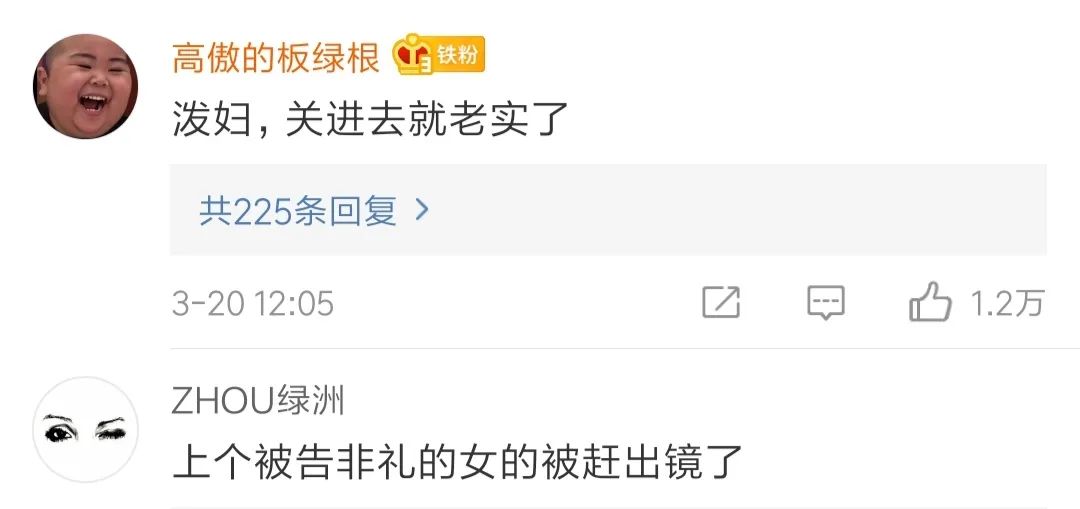 高傲的板绿根 3 铁粉
泼妇，关进去就老实了
共225条回复 >
3-20 12:05 1.2万
ZHOU绿洲
上个被告非礼的女的被赶出镜了